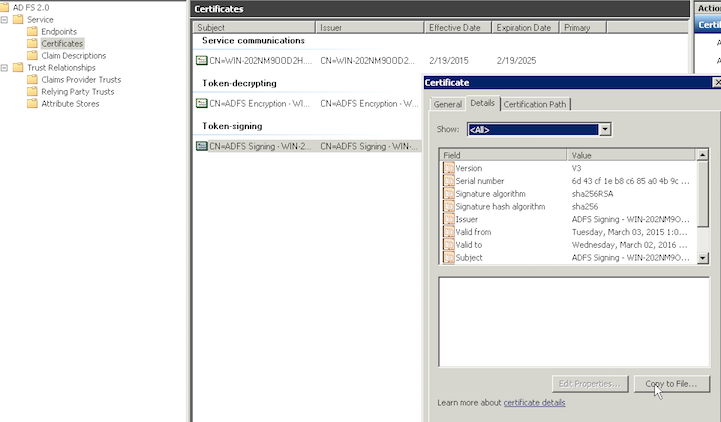 AD FS 2.0
Service
Endpoints
Certificates
Claim Descriptions
Trust Relationships
Claims Provider Trusts
Relying Party Trusts
Attribute Stores
Certificates
Subject Issuer Effective Date Expiration Date Primary
Service communications
CN=WIN-202NM9OOD2H... CN=WIN-202NM9OOD2... 2/19/2015 2/19/2025
Token-decrypting
CN=ADFS Encryption - WI... CN=ADFS Encryption - W...
Token-signing
CN=ADFS Signing - WIN-2... CN=ADFS Signing - WIN-...
Actio
Certific
Certificate
General Details Certification Path
Show: <All>
Field Value
Version V3
Serial number 6d 43 cf 1e b8 c6 85 a0 4b 9c ...
Signature algorithm sha256RSA
Signature hash algorithm sha256
Issuer ADFS Signing - WIN-202NM9O...
Valid from Tuesday, March 03, 2015 1:0...
Valid to Wednesday, March 02, 2016 ...
Subject ADFS Signing - WIN-202NM9O...
Edit Properties... Copy to File...
Learn more about certificate details